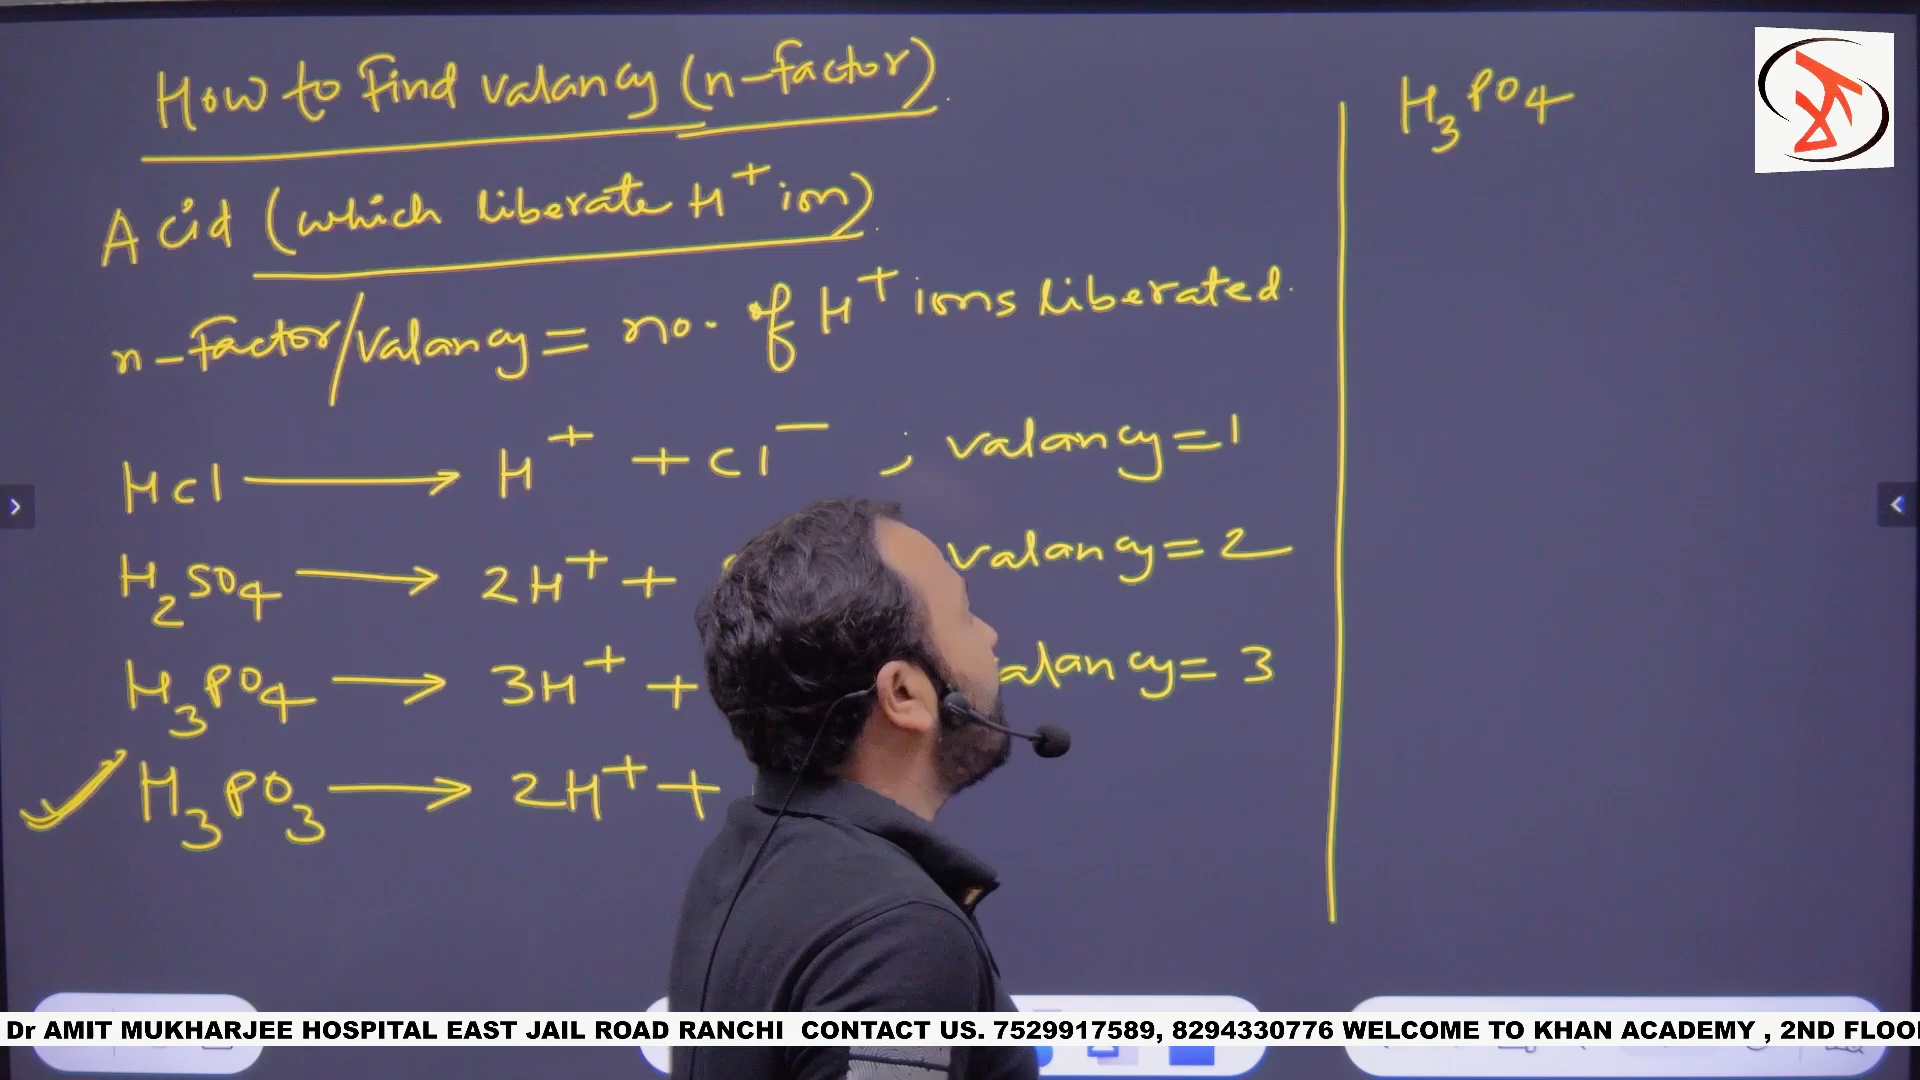 How to find valancy (n-factor).
Acid (which liberate H⁺ ion).
n-factor/valancy = no. of H⁺ ions liberated.
HCl ⟶ H⁺ + Cl⁻ ; valancy = 1
H₂SO₄ ⟶ 2H⁺ + valancy = 2
H₃PO₄ ⟶ 3H⁺ + alancy = 3
H₃PO₃ ⟶ 2H⁺ +
H₃PO₄
Dr AMIT MUKHARJEE HOSPITAL EAST JAIL ROAD RANCHI CONTACT US. 7529917589, 8294330776 WELCOME TO KHAN ACADEMY , 2ND FLOO